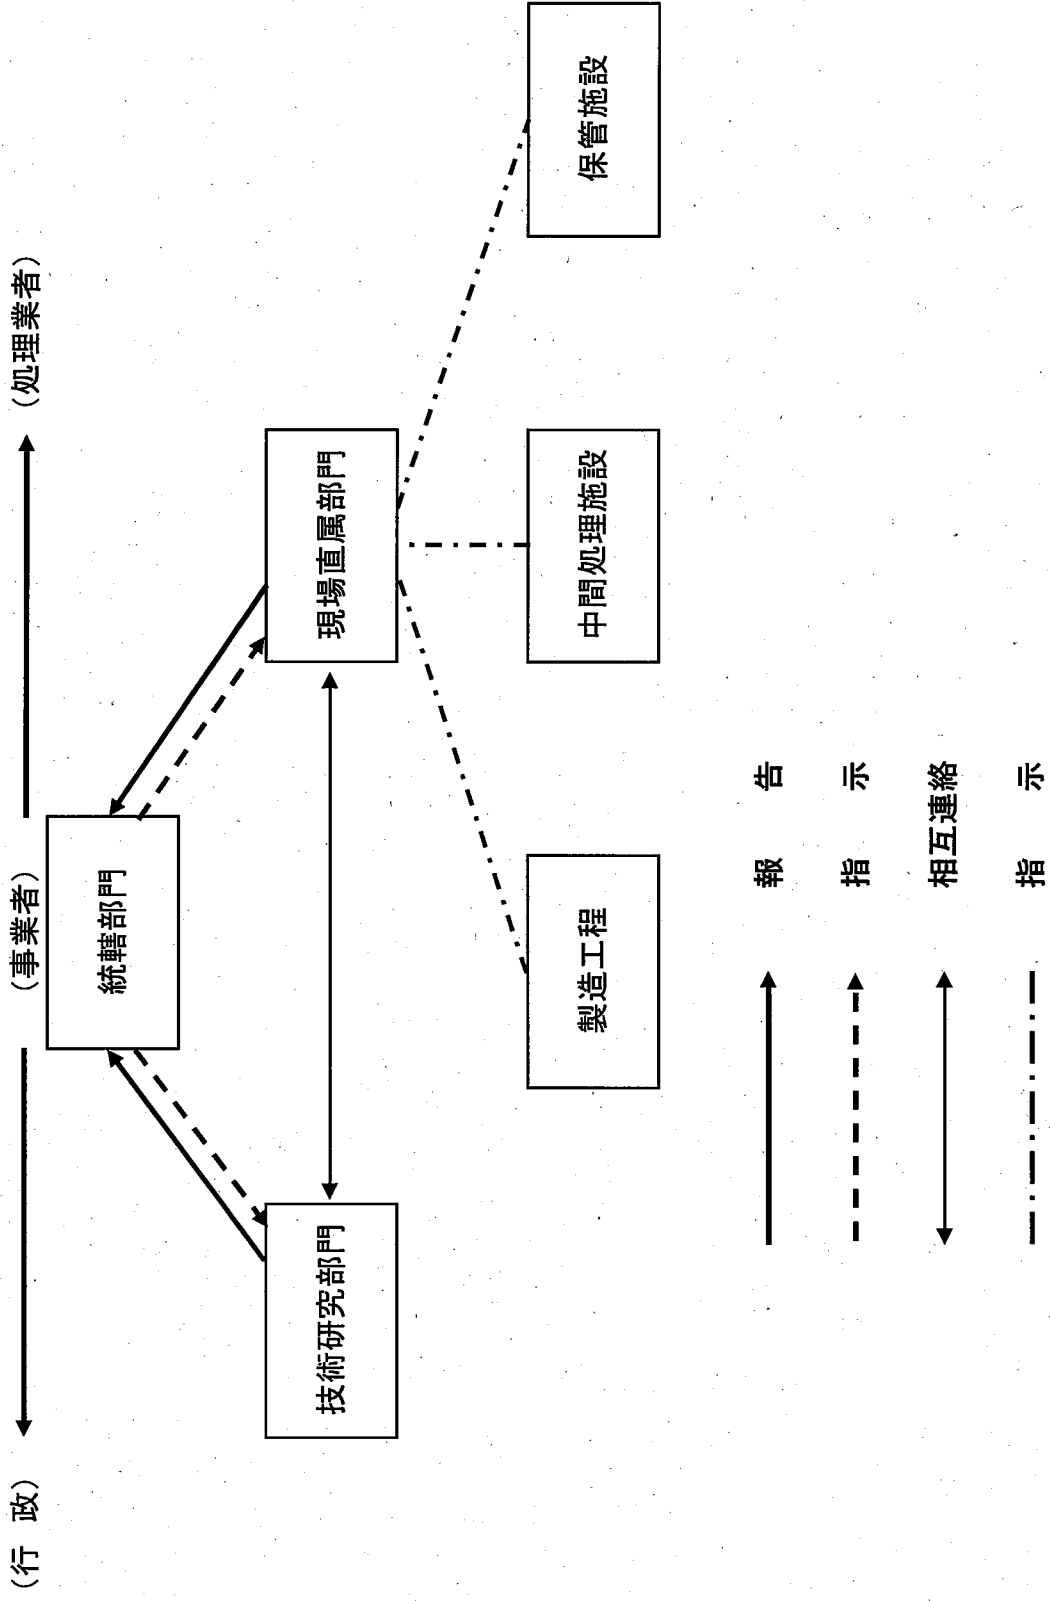 （行　政）
（事業者）
（処理業者）
統轄部門
技術研究部門
現場直属部門
製造工程
中間処理施設
保管施設
報　　告
指　　示
相互連絡
指　　示